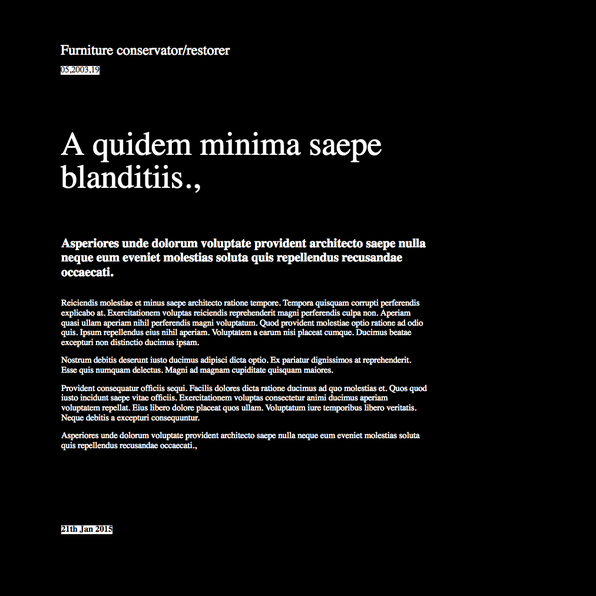 Furniture conservator/restorer
05,2003,19
A quidem minima saepe
blanditiis.,
Asperiores unde dolorum voluptate provident architecto saepe nulla
neque eum eveniet molestias soluta quis repellendus recusandae
occaecati.
Reiciendis molestiae et minus saepe architecto ratione tempore. Tempora quisquam corrupti perferendis
explicabo at. Exercitationem voluptas reiciendis reprehenderit magni perferendis culpa non. Aperiam
quasi ullam aperiam nihil perferendis magni voluptatum. Quod provident molestiae optio ratione ad odio
quis. Ipsum repellendus eius nihil aperiam. Voluptatem a earum nisi placeat cumque. Ducimus beatae
excepturi non distinctio ducimus ipsam.
Nostrum debitis deserunt iusto ducimus adipisci dicta optio. Ex pariatur dignissimos at reprehenderit.
Esse quis numquam delectus. Magni ad magnam cupiditate quisquam maiores.
Provident consequatur officiis sequi. Facilis dolores dicta ratione ducimus ad quo molestias et. Quos quod
iusto incidunt saepe vitae officiis. Exercitationem voluptas consectetur animi ducimus aperiam
voluptatem repellat. Eius libero dolore placeat quos ullam. Voluptatum iure temporibus libero veritatis.
Neque debitis a excepturi consequuntur.
Asperiores unde dolorum voluptate provident architecto saepe nulla neque eum eveniet molestias soluta
quis repellendus recusandae occaecati.,
21th Jan 2015